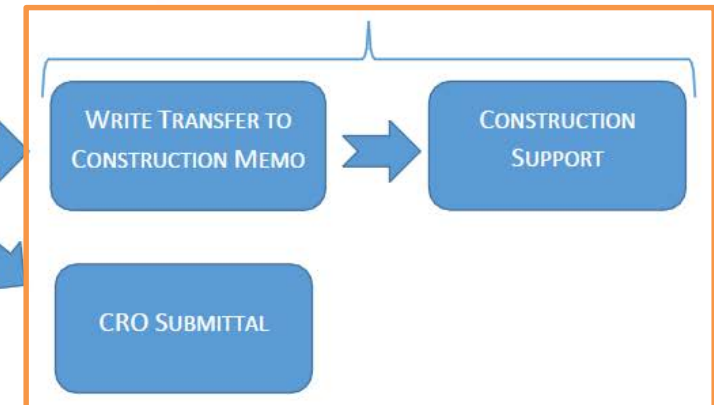 WRITE TRANSFER TO
CONSTRUCTION MEMO
CONSTRUCTION
SUPPORT
CRO SUBMITTAL